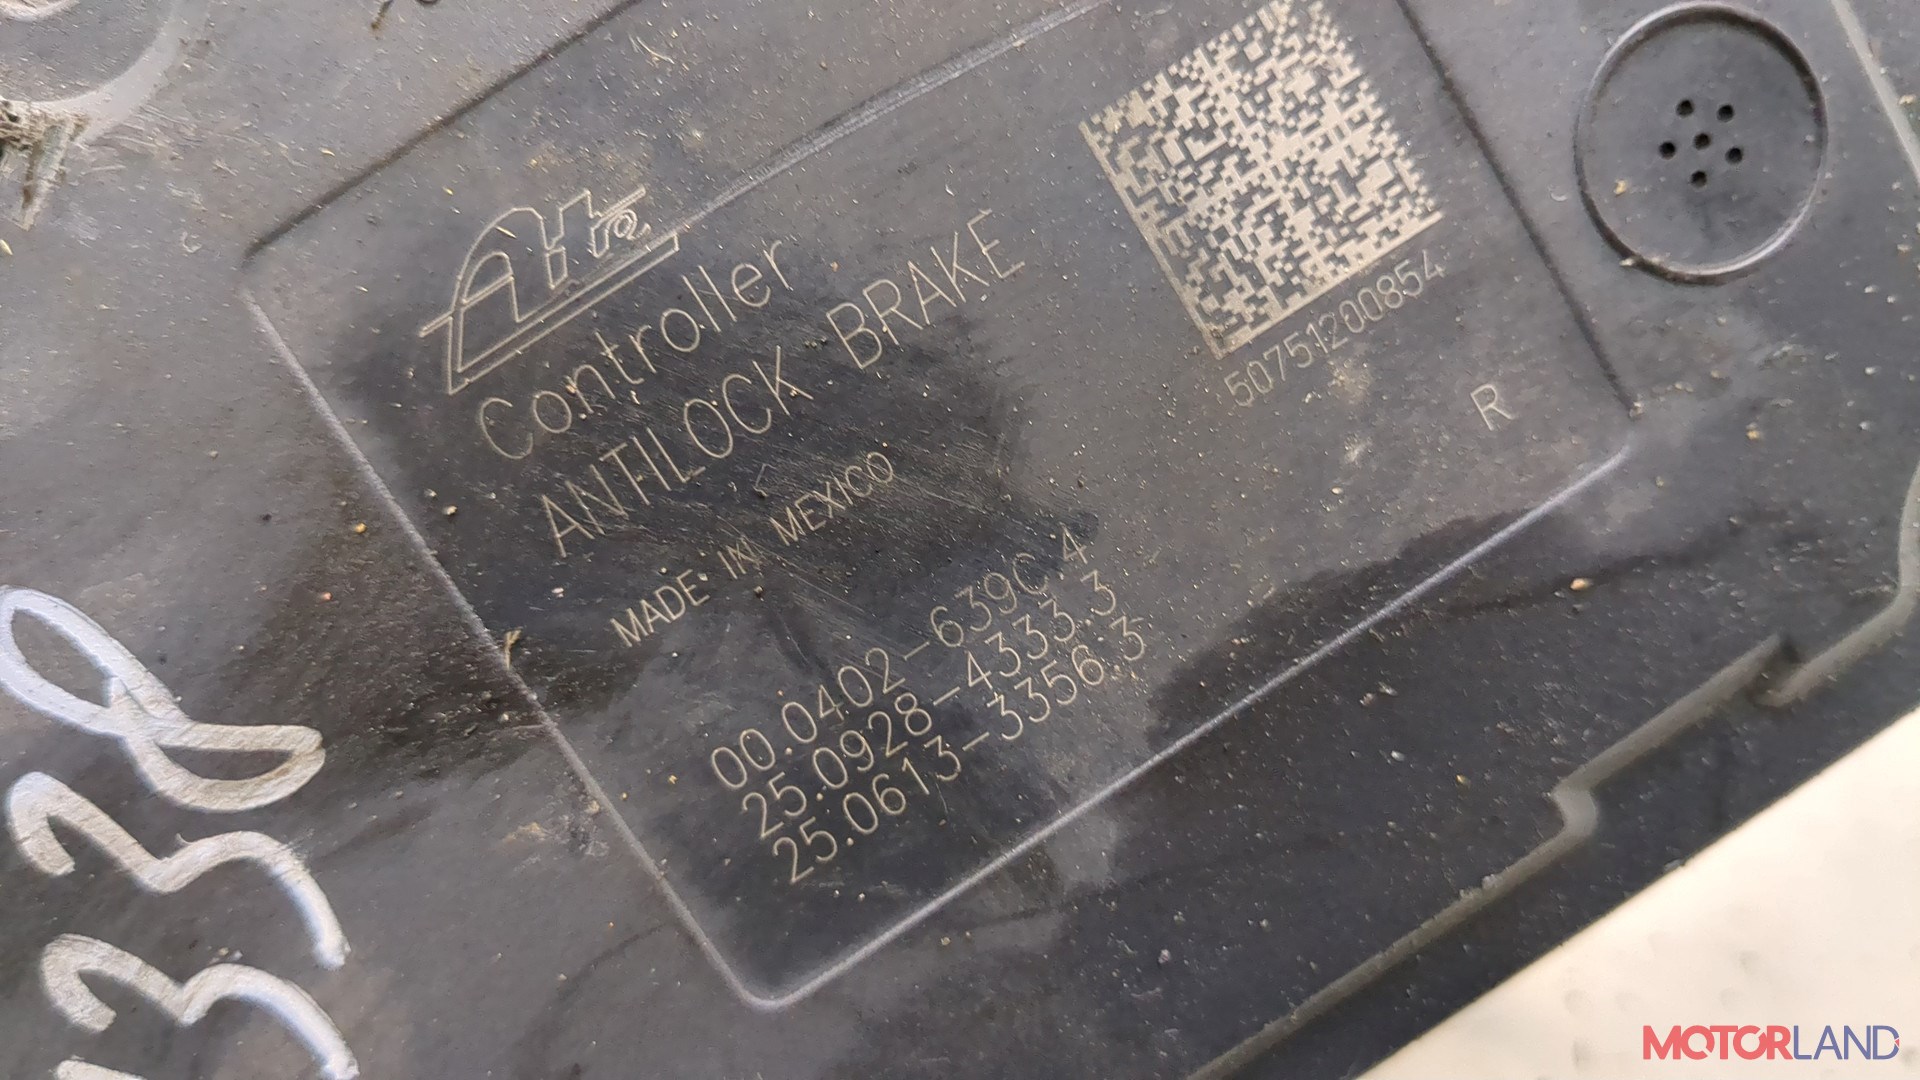 Ate
Controller
ANTILOCK BRAKE
MADE IN MEXICO
50751200854
R
00.0402-639C.4
25.0928-4333.3
25.0613-3356.3
MOTORLAND